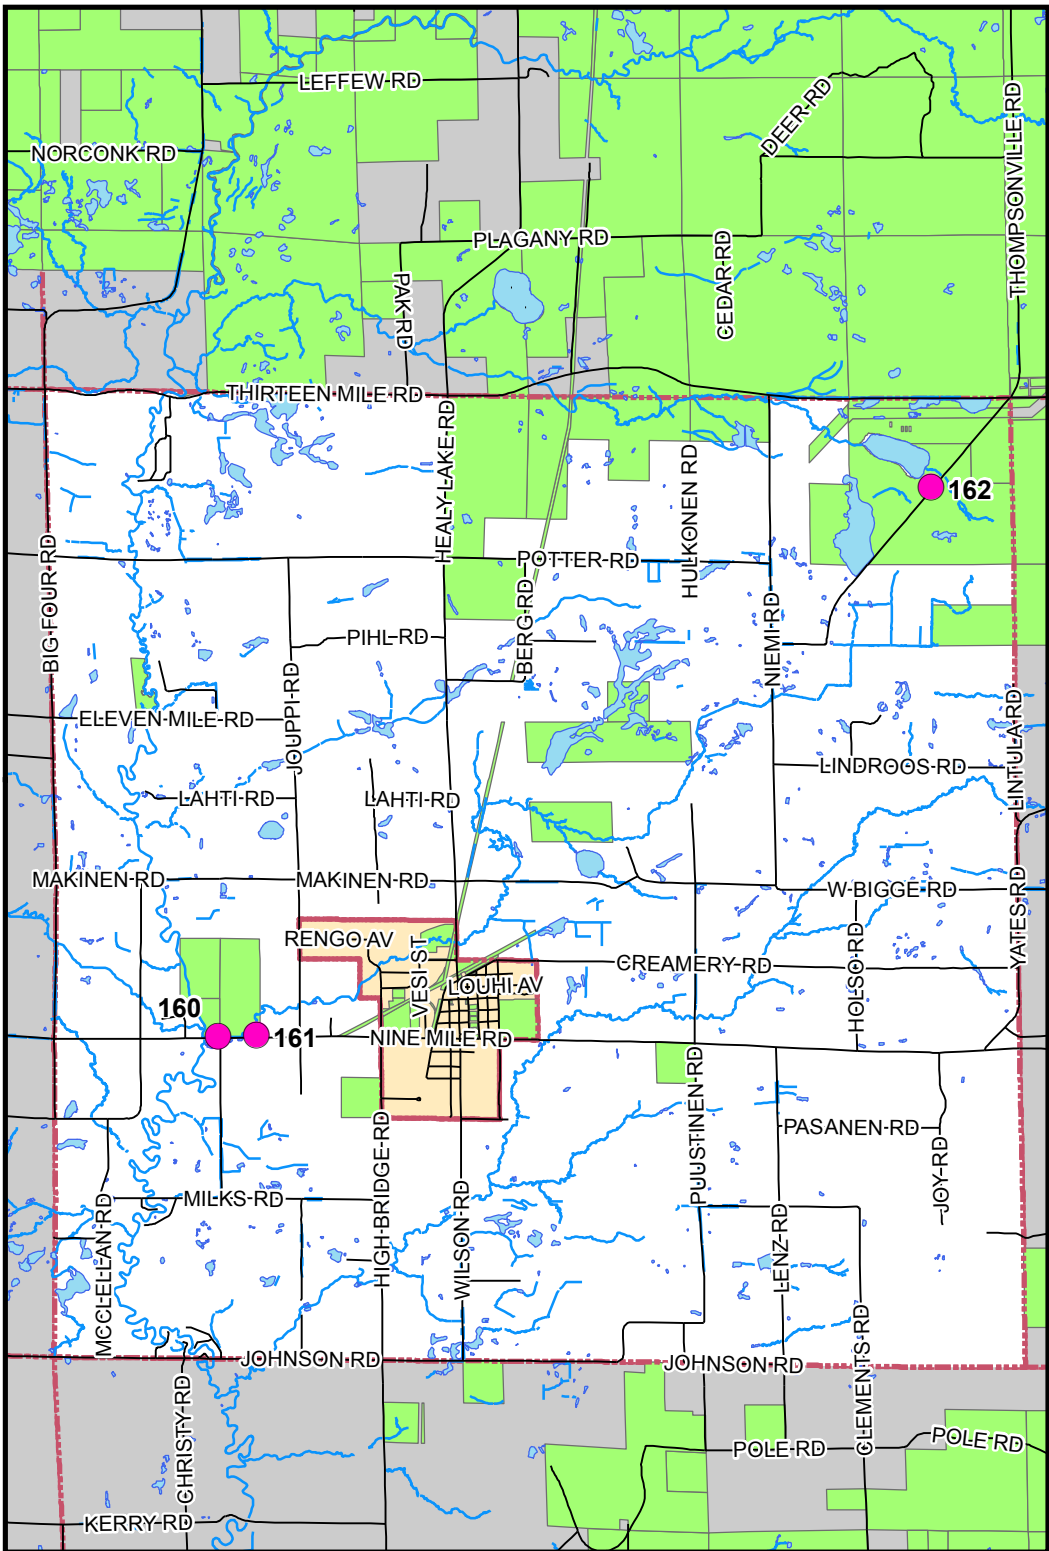 LEFFEW RD
DEER RD
THOMPSONVILLE RD
NORCONK RD
PLAGANY RD
CEDAR RD
PAK RD
THIRTEEN MILE RD
HEALY LAKE RD
HULKONEN RD
162
BIG FOUR RD
POTTER RD
BERG RD
NIEMI RD
PIHL RD
JOUPPI RD
ELEVEN MILE RD
LINTULA RD
LINDROOS RD
LAHTI RD
LAHTI RD
MAKINEN RD
MAKINEN RD
W BIGGE RD
YATES RD
RENGO AV
VESI ST
CREAMERY RD
HOLSO RD
LOUHI AV
160
161
NINE MILE RD
PUUSTINEN RD
PASANEN RD
JOY RD
HIGH BRIDGE RD
MILKS RD
MCCLELLAN RD
WILSON RD
LENZ RD
JOHNSON RD
JOHNSON RD
CLEMENTS RD
CHRISTY RD
POLE RD
POLE RD
KERRY RD